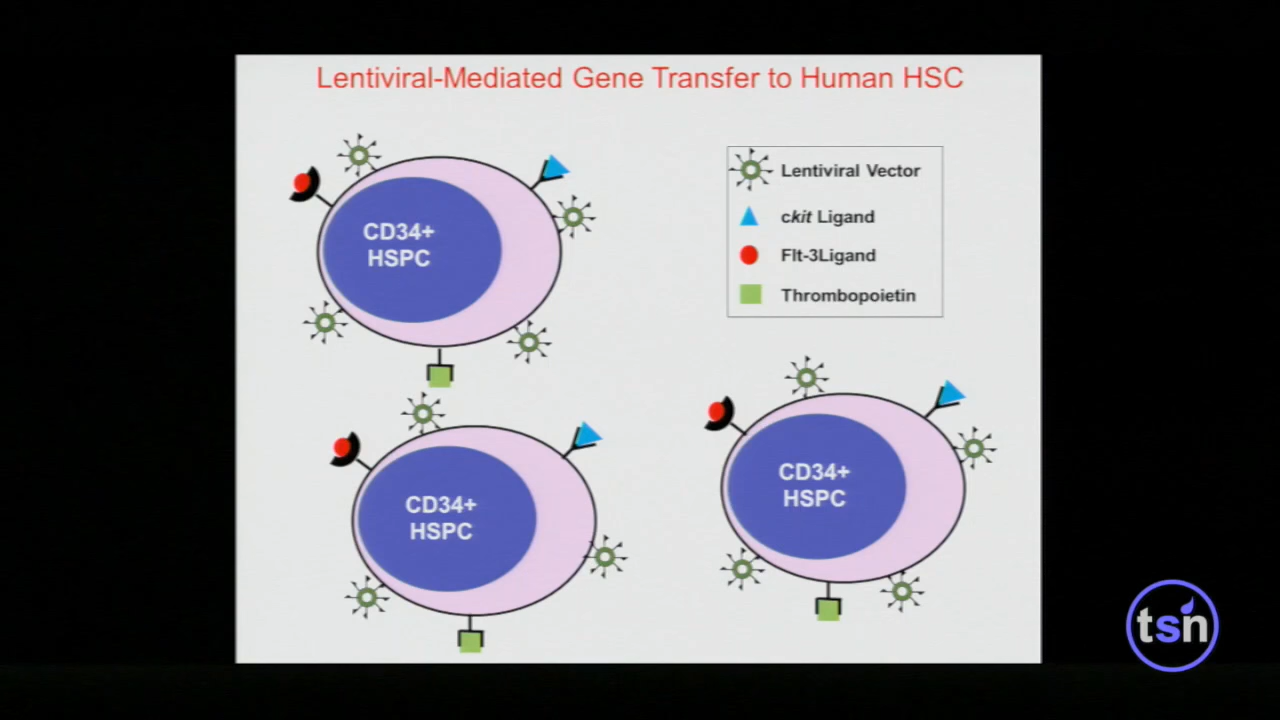 Lentiviral-Mediated Gene Transfer to Human HSC
CD34+
HSPC
Lentiviral Vector
ckit Ligand
Flt-3Ligand
Thrombopoietin
CD34+
HSPC
CD34+
HSPC
tsn